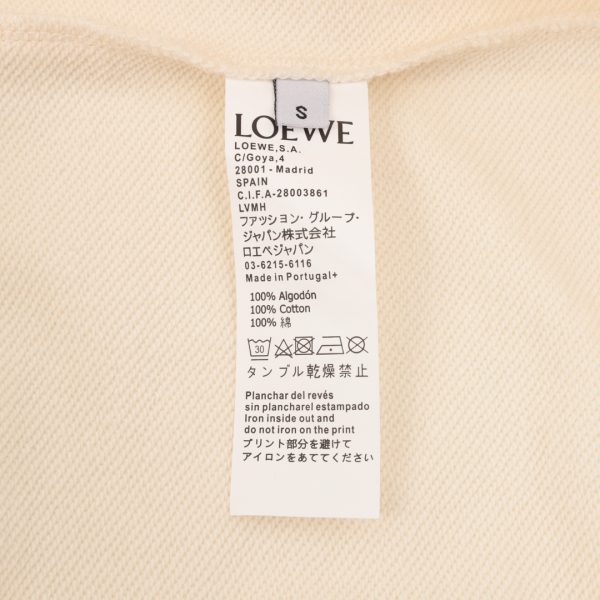 S
LOEWE
LOEWE,S.A.
C/Goya,4
28001 - Madrid
SPAIN
C.I.F.A-28003861
LVMH
ファッション・グループ・
ジャパン株式会社
ロエベジャパン
03-6215-6116
Made in Portugal+
100% Algodón
100% Cotton
100% 綿
30
タンブル乾燥禁止
Planchar del revés
sin plancharel estampado
Iron inside out and
do not iron on the print
プリント部分を避けて
アイロンをあててください